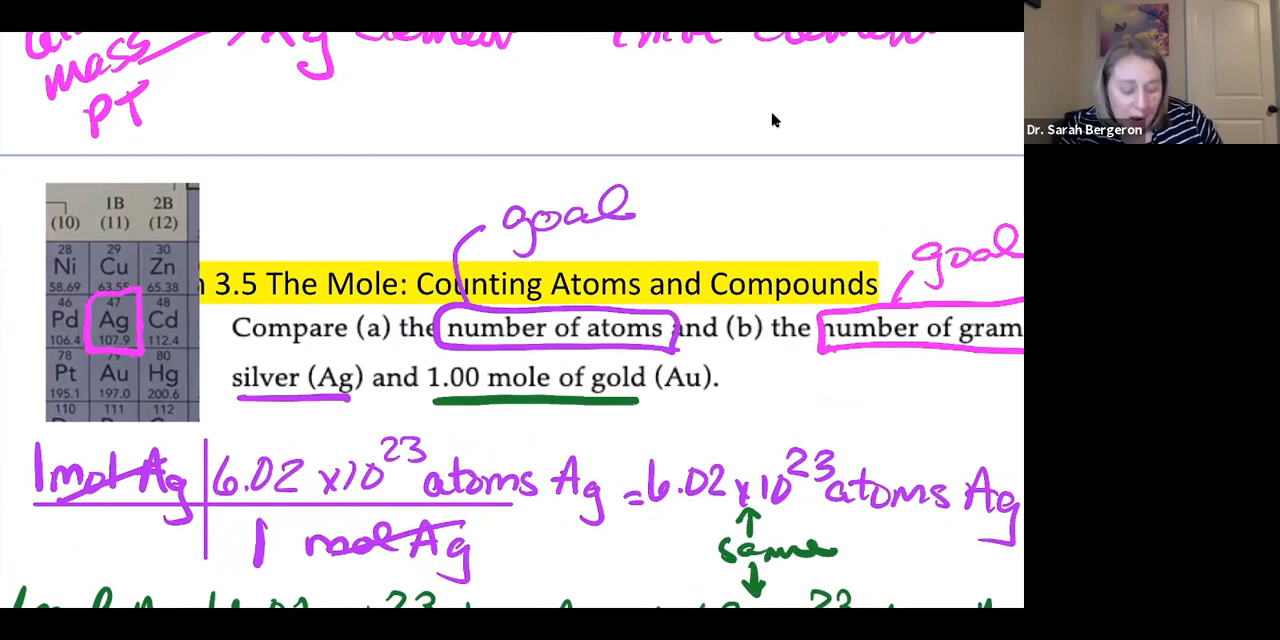 mass
PT
Ag
Dr. Sarah Bergeron
1B 2B
(10) (11) (12)
28 29 30
Ni Cu Zn
58.69 63.55 65.38
46 47 48
Pd Ag Cd
106.4 107.9 112.4
78 79 80
Pt Au Hg
195.1 197.0 200.6
110 111 112
goal
goal
3.5 The Mole: Counting Atoms and Compounds
Compare (a) the number of atoms and (b) the number of gram
silver (Ag) and 1.00 mole of gold (Au).
1 mol Ag 6.02 x 10^23 atoms Ag = 6.02 x 10^23 atoms Ag
1 mol Ag
same